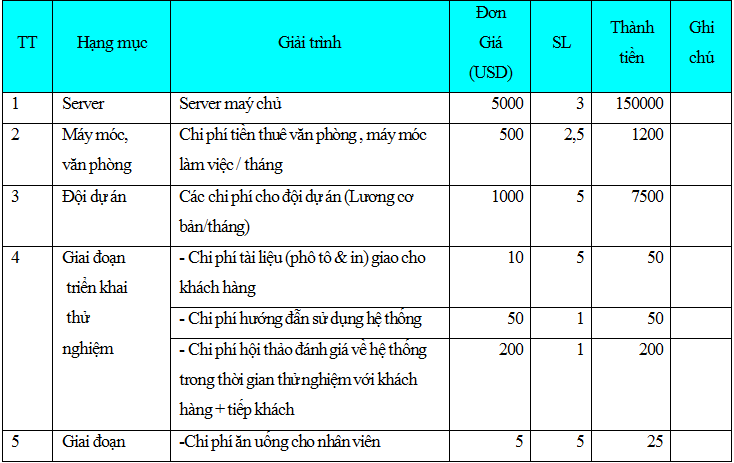 TT Hạng mục Giải trình Đơn Giá (USD) SL Thành tiền Ghi chú
1 Server Server maý chủ 5000 3 150000
2 Máy móc, văn phòng Chi phí tiền thuê văn phòng , máy móc làm việc / tháng 500 2,5 1200
3 Đội dự án Các chi phí cho đội dự án (Lương cơ bản/tháng) 1000 5 7500
4 Giai đoạn triển khai thử nghiệm - Chi phí tài liệu (phô tô & in) giao cho khách hàng 10 5 50
- Chi phí hướng đẫn sử dụng hệ thống 50 1 50
- Chi phí hội thảo đánh giá về hệ thống trong thời gian thử nghiệm với khách hàng + tiếp khách 200 1 200
5 Giai đoạn -Chi phí ăn uống cho nhân viên 5 5 25